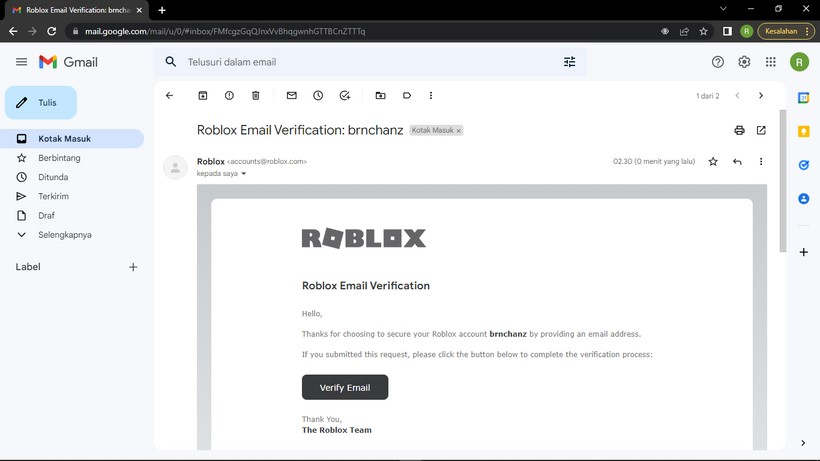 Roblox Email Verification: brncha
mail.google.com/mail/u/0/#inbox/FMfcgzGqQJnxVvBhqgwnhGTTBCnZTTTq
R
Kesalahan
Gmail
Telusuri dalam email
R
Tulis
1 dari 2
Kotak Masuk
Berbintang
Ditunda
Terkirim
Draf
Selengkapnya
Label
Roblox Email Verification: brnchanz
Kotak Masuk ×
Roblox <accounts@roblox.com>
02.30 (0 menit yang lalu)
kepada saya
ROBLOX
Roblox Email Verification
Hello,
Thanks for choosing to secure your Roblox account brnchanz by providing an email address.
If you submitted this request, please click the button below to complete the verification process:
Verify Email
Thank You,
The Roblox Team